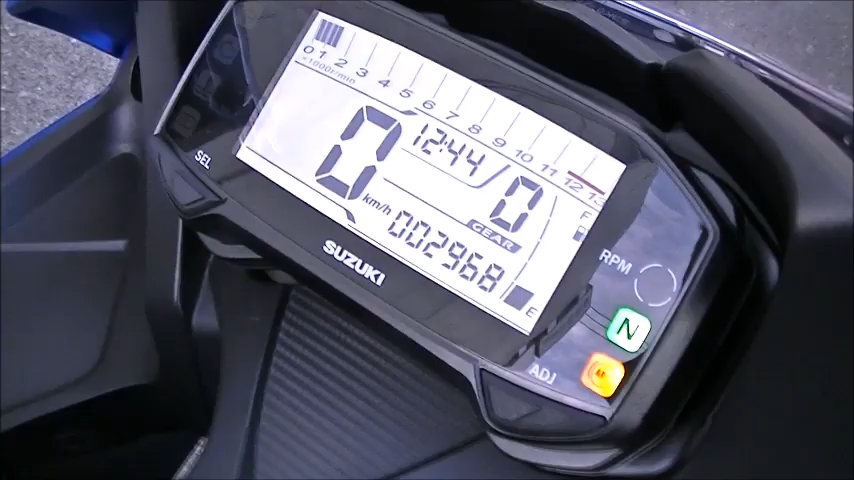 0 1 2 3 4 5 6 7 8 9 10 11 12 13
×1000r/min
12:44
0
km/h
0
GEAR
002968
F
E
SEL
SUZUKI
RPM
N
ADJ